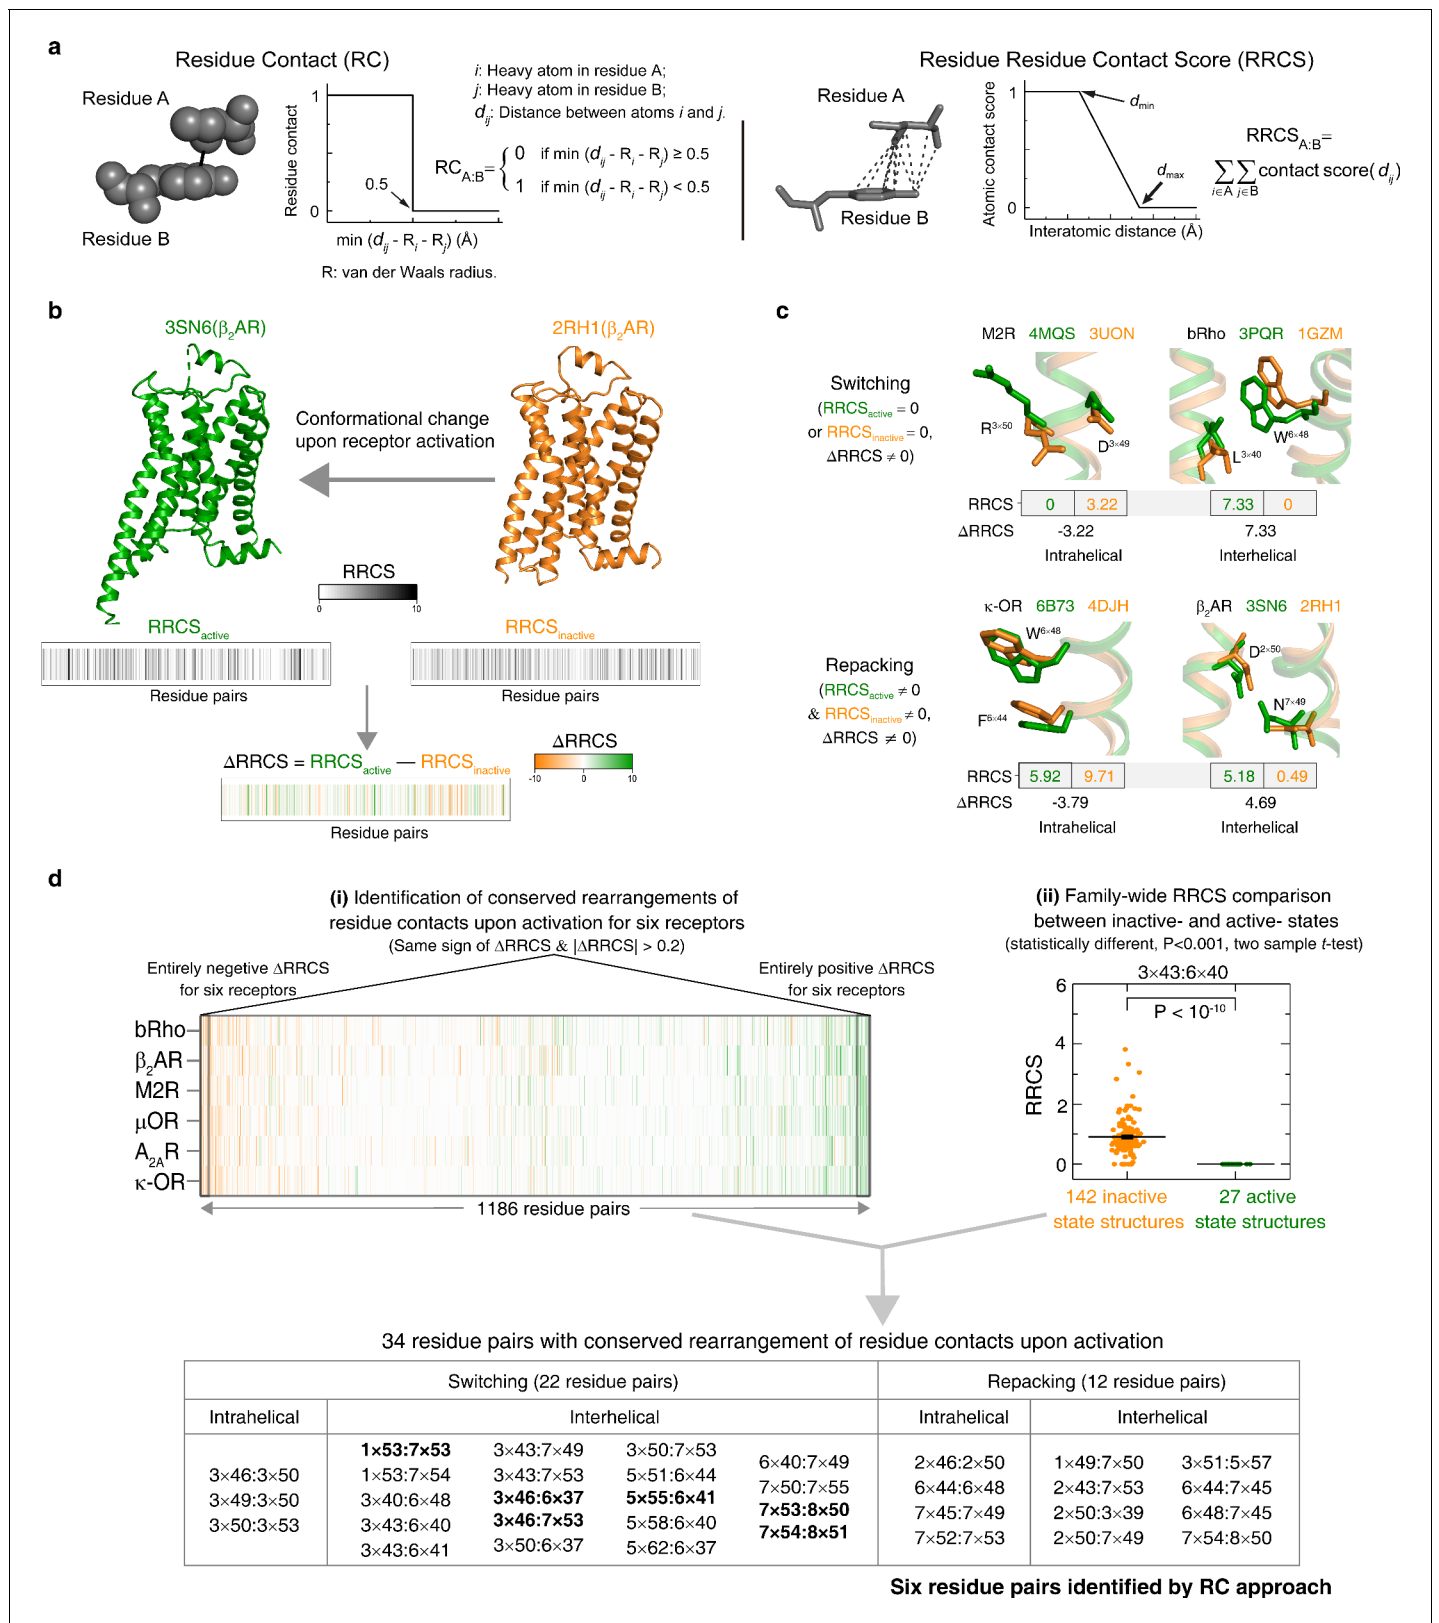 a
Residue Contact (RC)
Residue A
Residue B
Residue contact
1
0
0.5
min (dij - Ri - Rj) (Å)
R: van der Waals radius.
i: Heavy atom in residue A;
j: Heavy atom in residue B;
dij: Distance between atoms i and j.
RCA:B= { 0 if min (dij - Ri - Rj) ≥ 0.5
1 if min (dij - Ri - Rj) < 0.5
Residue Residue Contact Score (RRCS)
Residue A
Residue B
Atomic contact score
1
0
dmin
dmax
Interatomic distance (Å)
RRCSA:B=
∑i∈A ∑j∈B contact score(dij)
b
3SN6(β2AR)
2RH1(β2AR)
Conformational change
upon receptor activation
RRCS
0 10
RRCSactive
RRCSinactive
Residue pairs
Residue pairs
ΔRRCS = RRCSactive — RRCSinactive
ΔRRCS
-10 0 10
Residue pairs
c
M2R 4MQS 3UON
bRho 3PQR 1GZM
Switching
(RRCSactive = 0
or RRCSinactive = 0,
ΔRRCS ≠ 0)
R3×50
D3×49
W6×48
L3×40
RRCS 0 3.22 7.33 0
ΔRRCS -3.22 7.33
Intrahelical Interhelical
κ-OR 6B73 4DJH
β2AR 3SN6 2RH1
Repacking
(RRCSactive ≠ 0
& RRCSinactive ≠ 0,
ΔRRCS ≠ 0)
W6×48
F6×44
D2×50
N7×49
RRCS 5.92 9.71 5.18 0.49
ΔRRCS -3.79 4.69
Intrahelical Interhelical
d
(i) Identification of conserved rearrangements of
residue contacts upon activation for six receptors
(Same sign of ΔRRCS & |ΔRRCS| > 0.2)
Entirely negetive ΔRRCS
for six receptors
Entirely positive ΔRRCS
for six receptors
bRho
β2AR
M2R
μOR
A2AR
κ-OR
1186 residue pairs
(ii) Family-wide RRCS comparison
between inactive- and active- states
(statistically different, P<0.001, two sample t-test)
3×43:6×40
P < 10-10
RRCS
6
4
2
0
142 inactive
state structures
27 active
state structures
34 residue pairs with conserved rearrangement of residue contacts upon activation
Switching (22 residue pairs) Repacking (12 residue pairs)
Intrahelical Interhelical Intrahelical Interhelical
3×46:3×50
3×49:3×50
3×50:3×53
1×53:7×53
1×53:7×54
3×40:6×48
3×43:6×40
3×43:6×41
3×43:7×49
3×43:7×53
3×46:6×37
3×46:7×53
3×50:6×37
3×50:7×53
5×51:6×44
5×55:6×41
5×58:6×40
5×62:6×37
6×40:7×49
7×50:7×55
7×53:8×50
7×54:8×51
2×46:2×50
6×44:6×48
7×45:7×49
7×52:7×53
1×49:7×50
2×43:7×53
2×50:3×39
2×50:7×49
3×51:5×57
6×44:7×45
6×48:7×45
7×54:8×50
Six residue pairs identified by RC approach